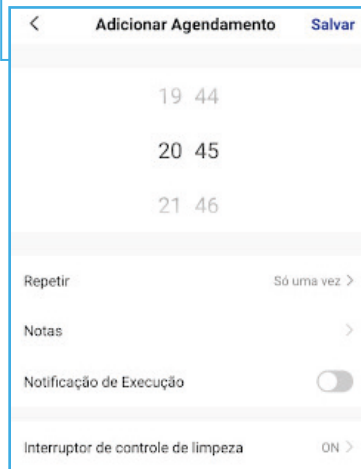 Adicionar Agendamento Salvar
19 44
20 45
21 46
Repetir Só uma vez
Notas
Notificação de Execução
Interruptor de controle de limpeza ON